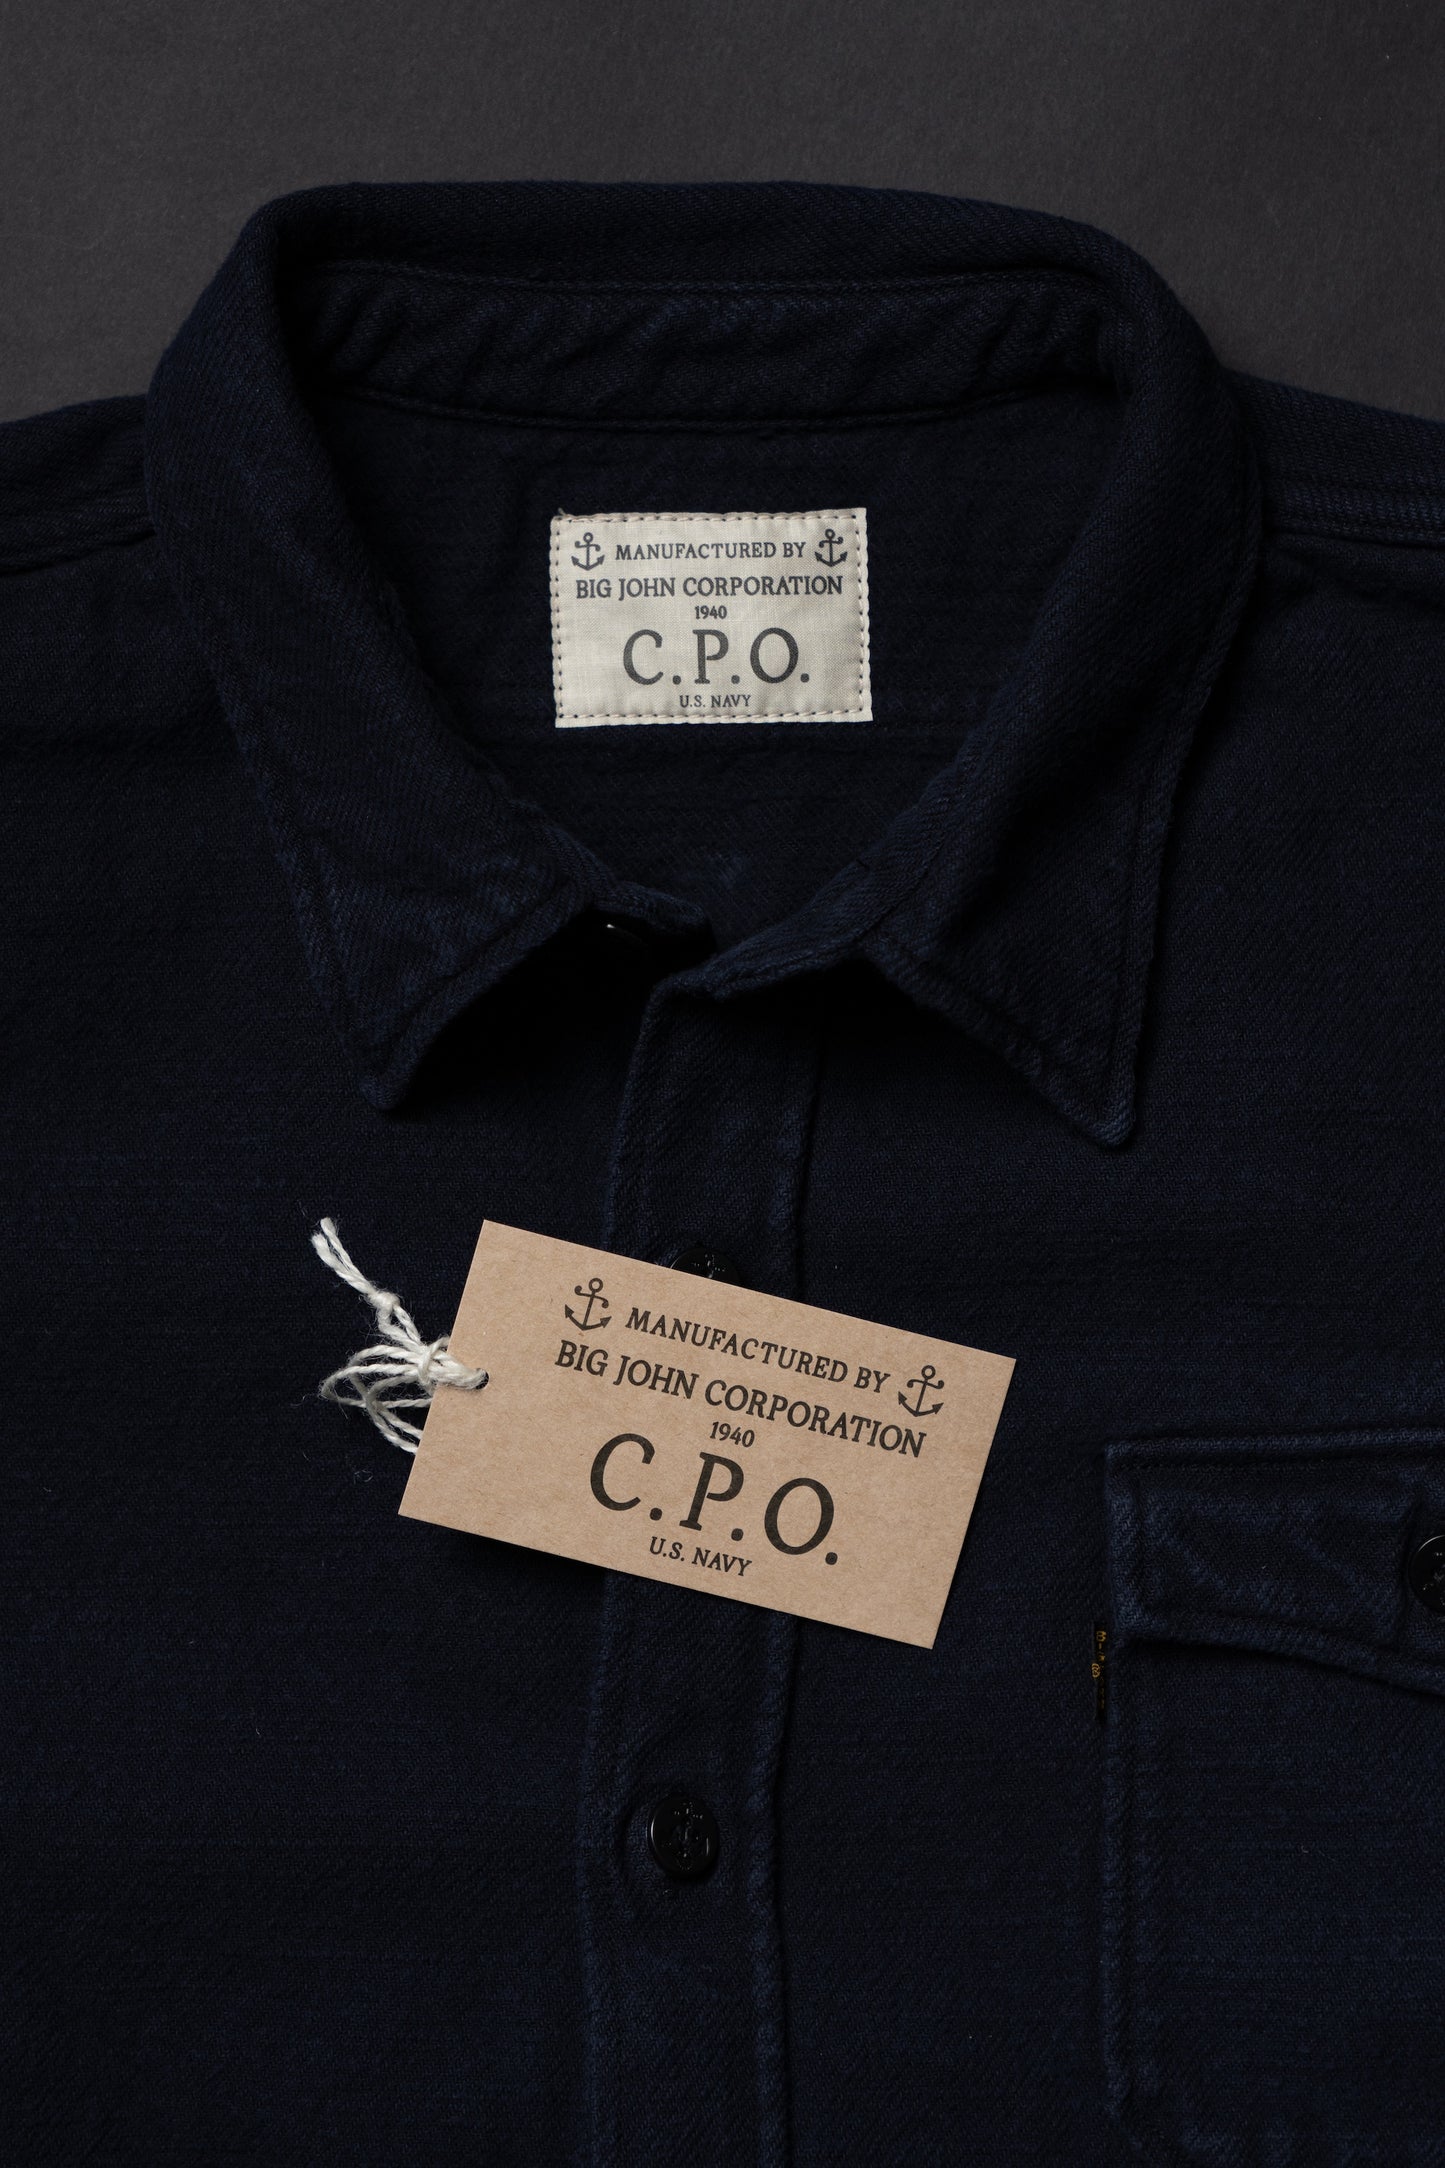 MANUFACTURED BY
BIG JOHN CORPORATION
1940
C.P.O.
U.S. NAVY
MANUFACTURED BY
BIG JOHN CORPORATION
1940
C.P.O.
U.S. NAVY